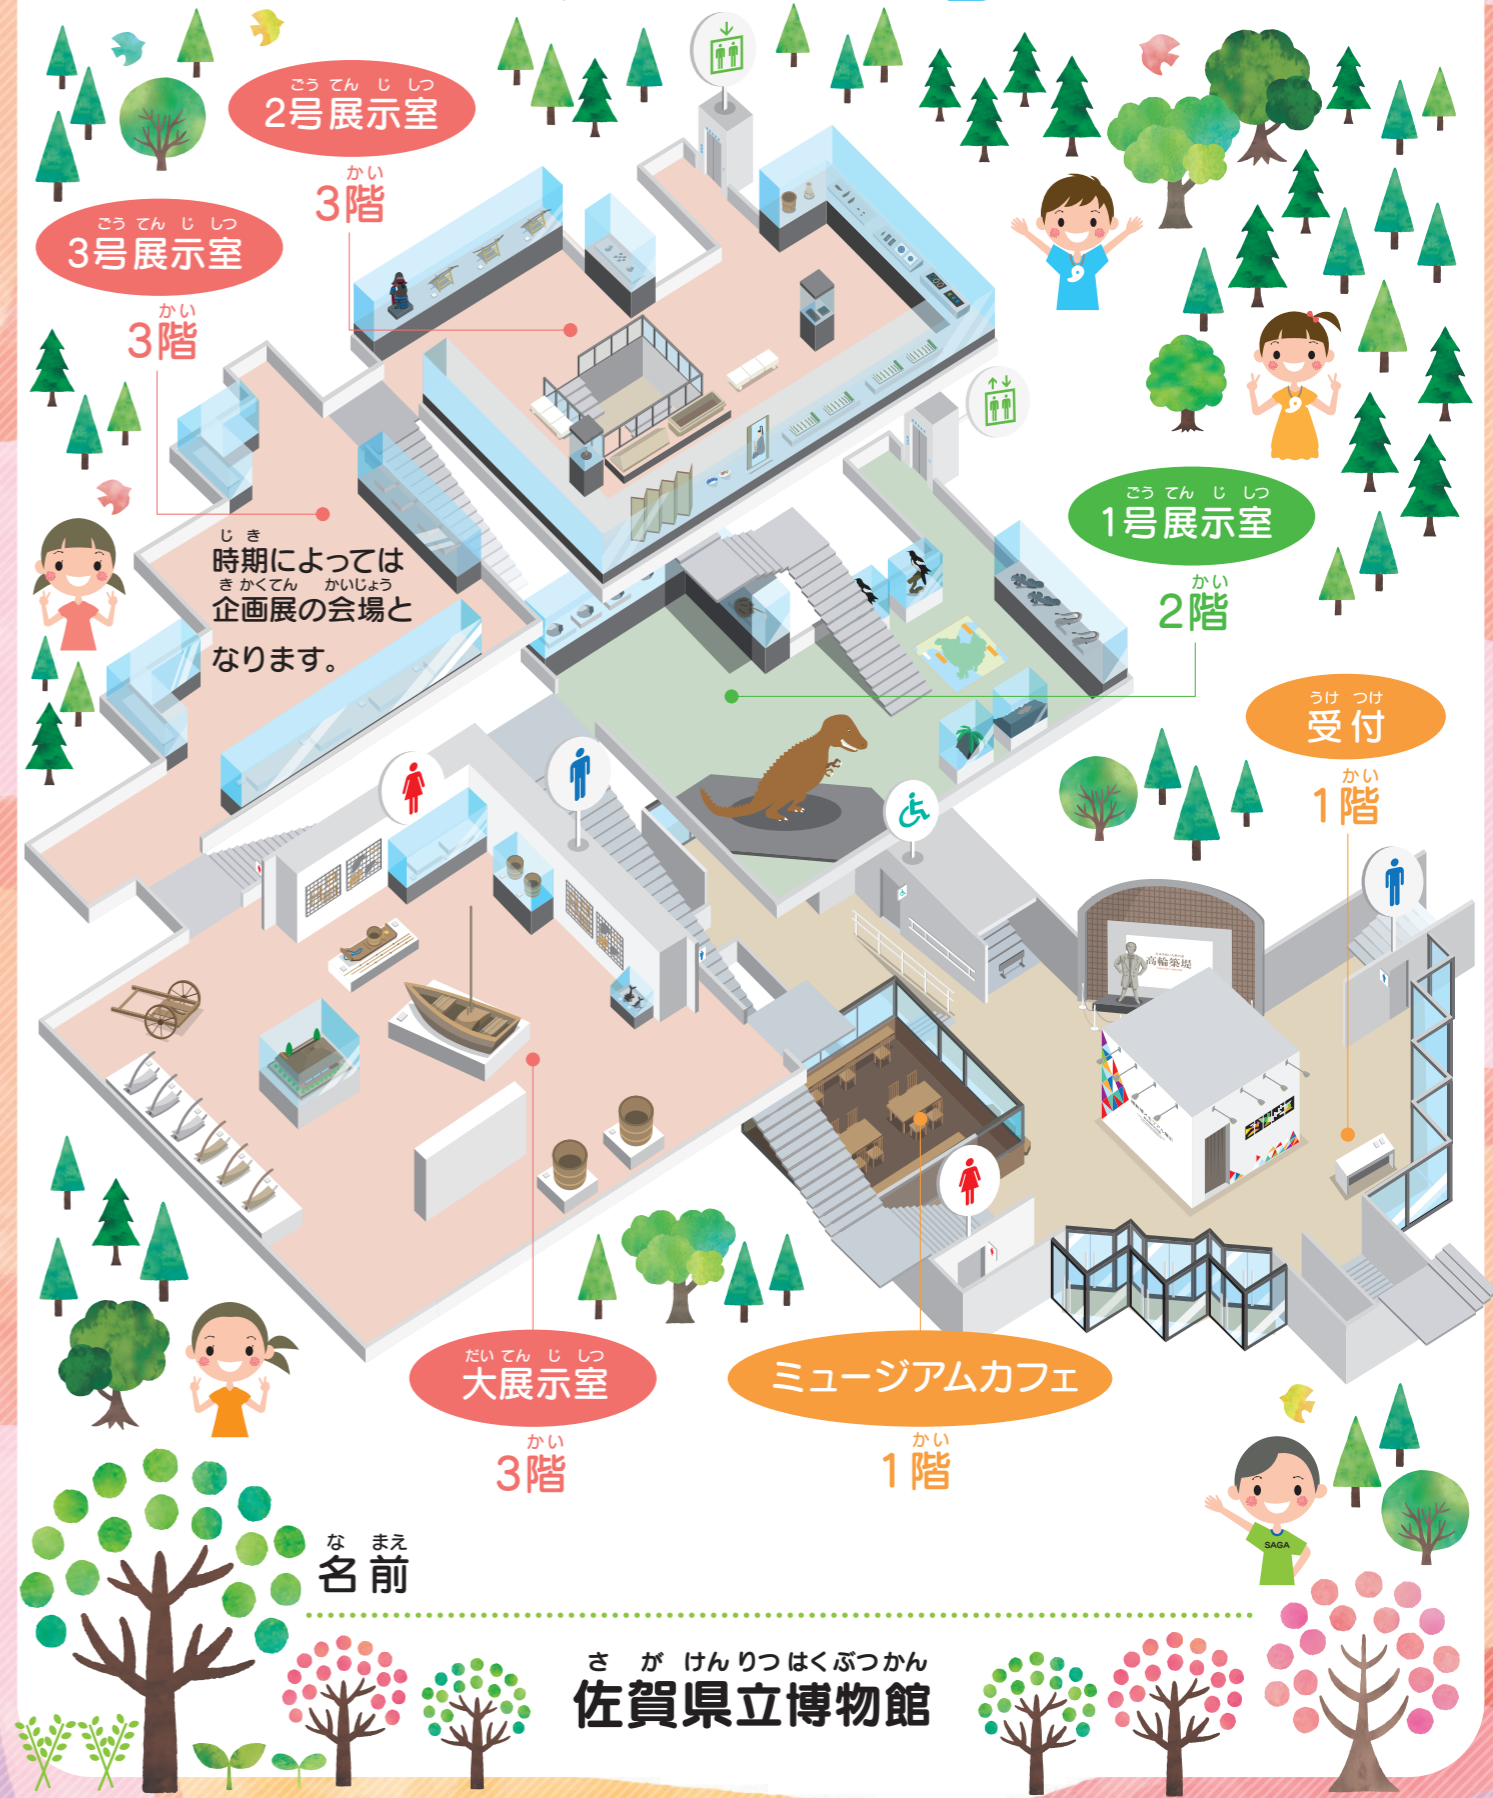 ごう てん じ しつ
2号展示室
かい
3階
ごう てん じ しつ
3号展示室
かい
3階
じ き
時期によっては
き かくてん かいじょう
企画展の会場と
なります。
ごう てん じ しつ
1号展示室
かい
2階
うけ つけ
受付
かい
1階
高輪築堤
だい てん じ しつ
大展示室
かい
3階
ミュージアムカフェ
かい
1階
SAGA
な まえ
名前
さ が けん りつ はく ぶつ かん
佐賀県立博物館